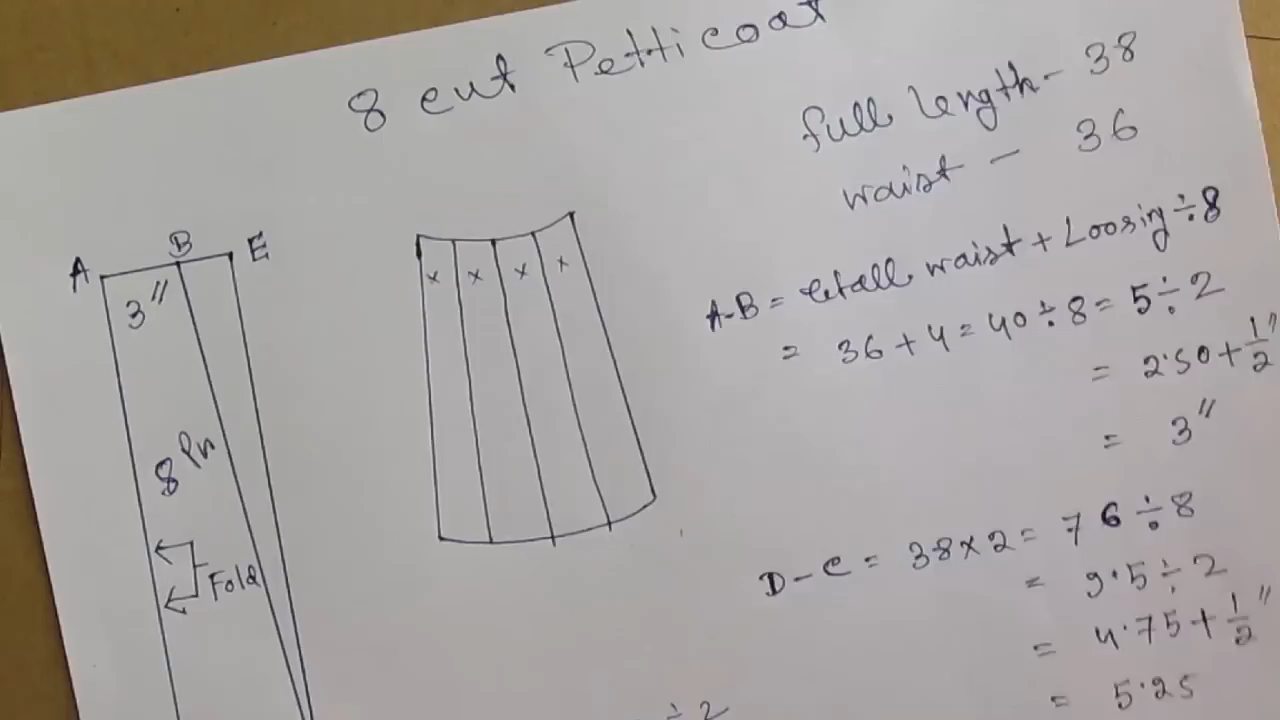 8 cut Petticoat
full length - 38
waist - 36
A B E
3"
8 Pn
Fold
x x x x
A-B = waist + Loosing ÷ 8
= 36 + 4 = 40 ÷ 8 = 5 ÷ 2
= 2.50 + 1/2"
= 3"
D - C = 38 x 2 = 76 ÷ 8
= 9.5 ÷ 2
= 4.75 + 1/2"
= 5.25
÷ 2